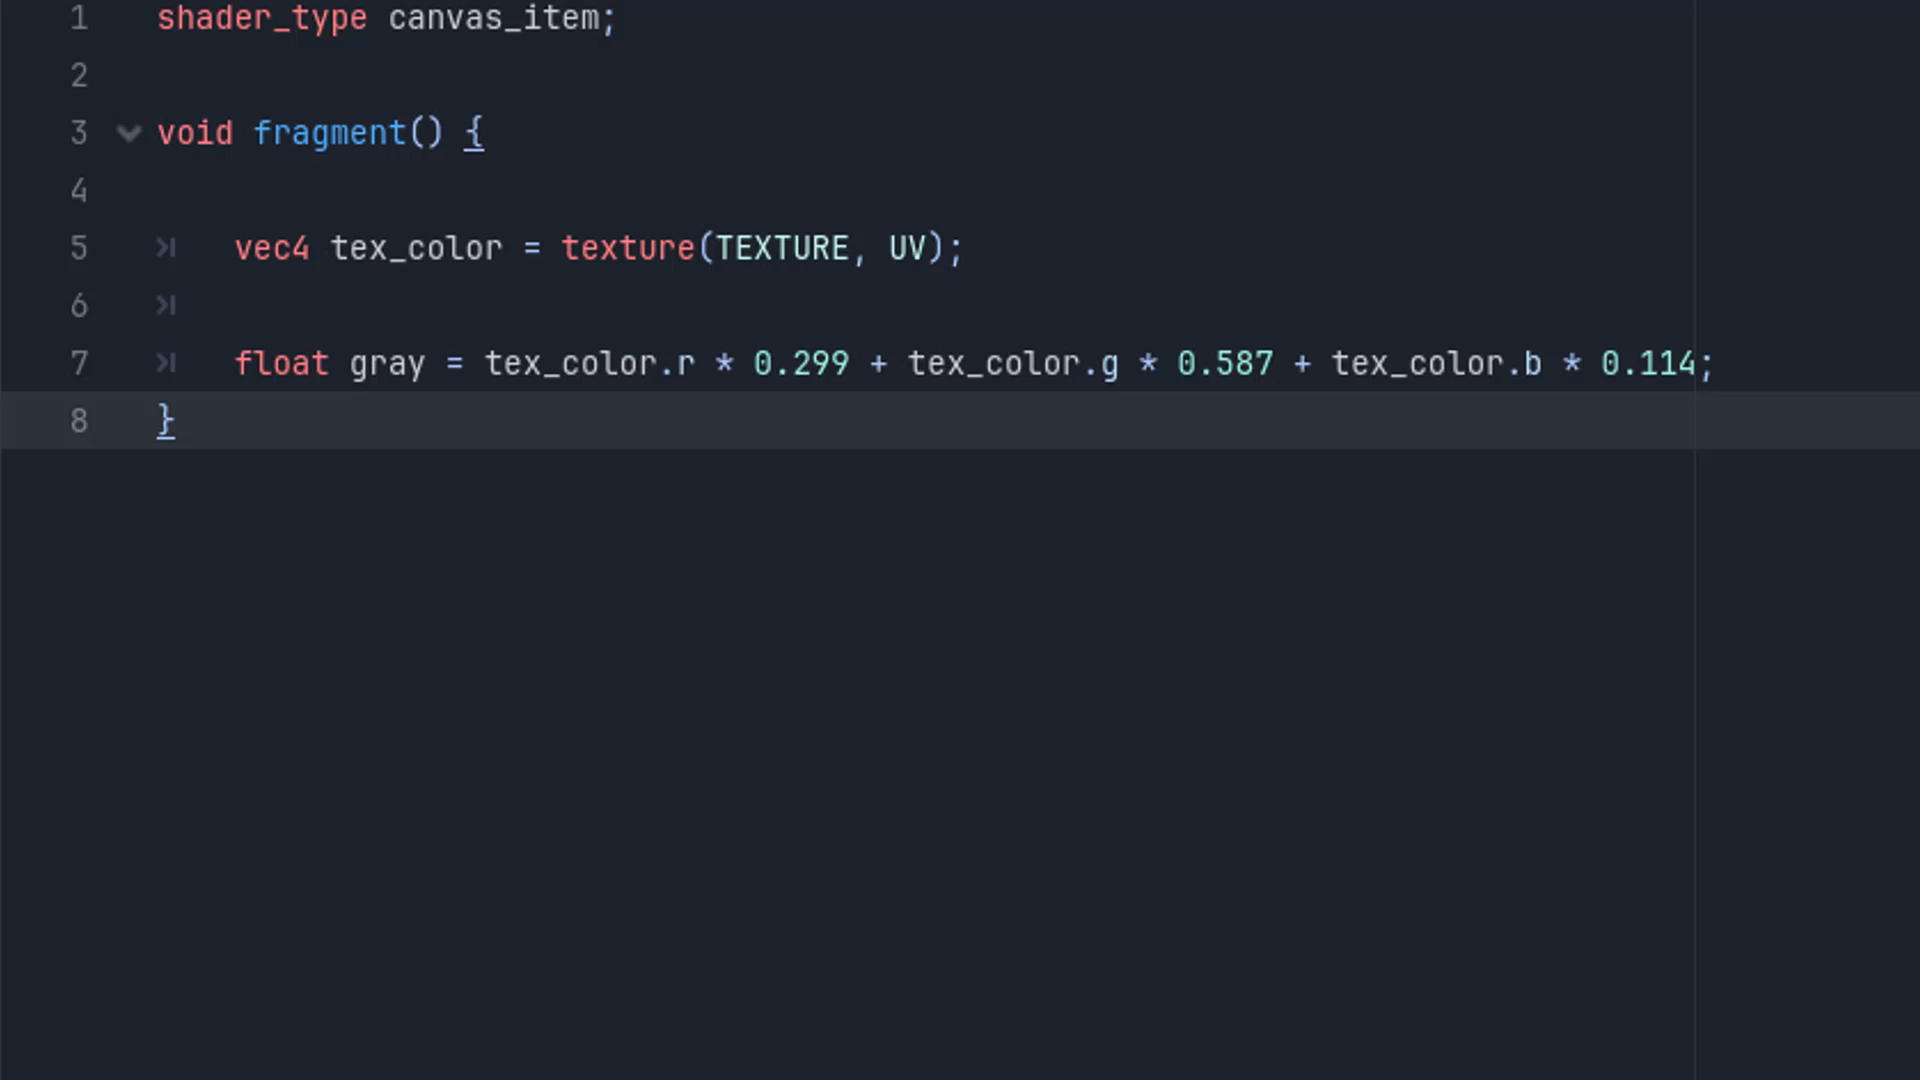 1 shader_type canvas_item;
2
3 void fragment() {
4
5 vec4 tex_color = texture(TEXTURE, UV);
6
7 float gray = tex_color.r * 0.299 + tex_color.g * 0.587 + tex_color.b * 0.114;
8 }